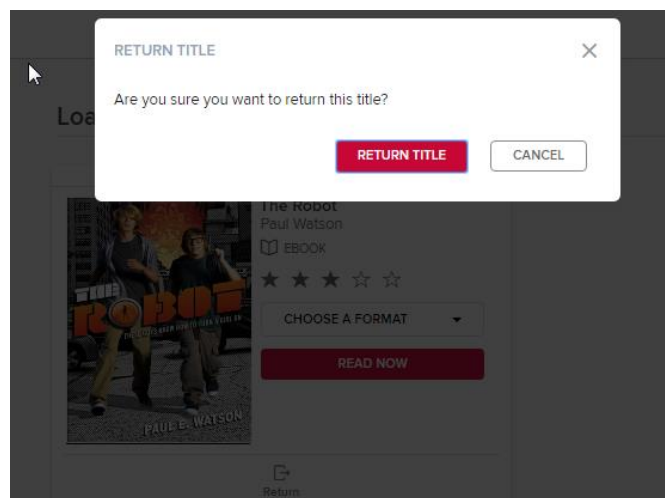 RETURN TITLE
Are you sure you want to return this title?
RETURN TITLE
CANCEL
Loa
The Robot
Paul Watson
EBOOK
CHOOSE A FORMAT
READ NOW
THE
ROBOT
PAUL E. WATSON
Return